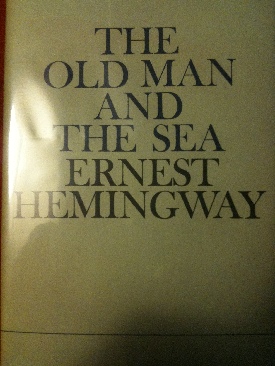 THE
OLD MAN
AND
THE SEA
ERNEST
HEMINGWAY